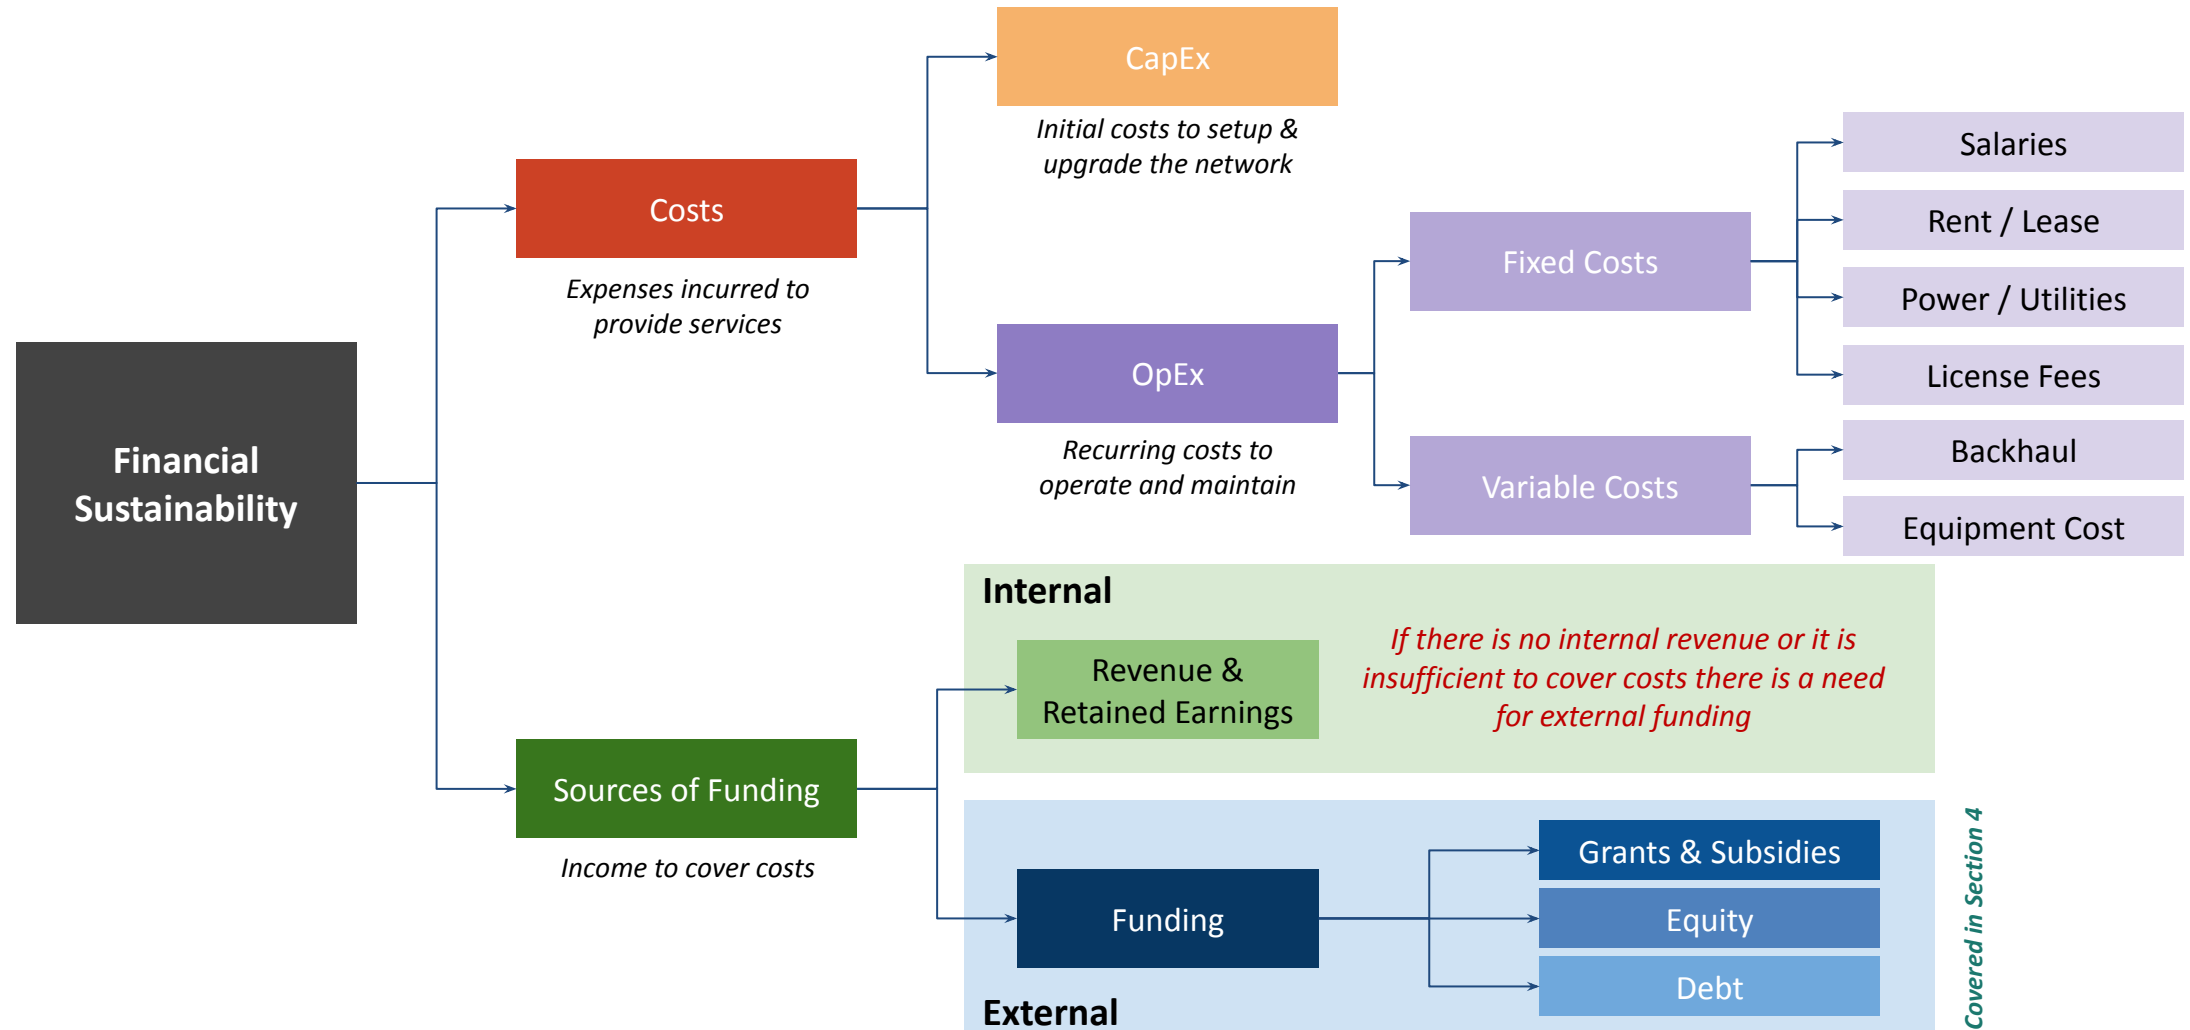 Financial
Sustainability
Costs
Expenses incurred to
provide services
CapEx
Initial costs to setup &
upgrade the network
OpEx
Recurring costs to
operate and maintain
Fixed Costs
Salaries
Rent / Lease
Power / Utilities
License Fees
Variable Costs
Backhaul
Equipment Cost
Sources of Funding
Income to cover costs
Internal
Revenue &
Retained Earnings
If there is no internal revenue or it is
insufficient to cover costs there is a need
for external funding
Funding
Grants & Subsidies
Equity
Debt
External
Covered in Section 4